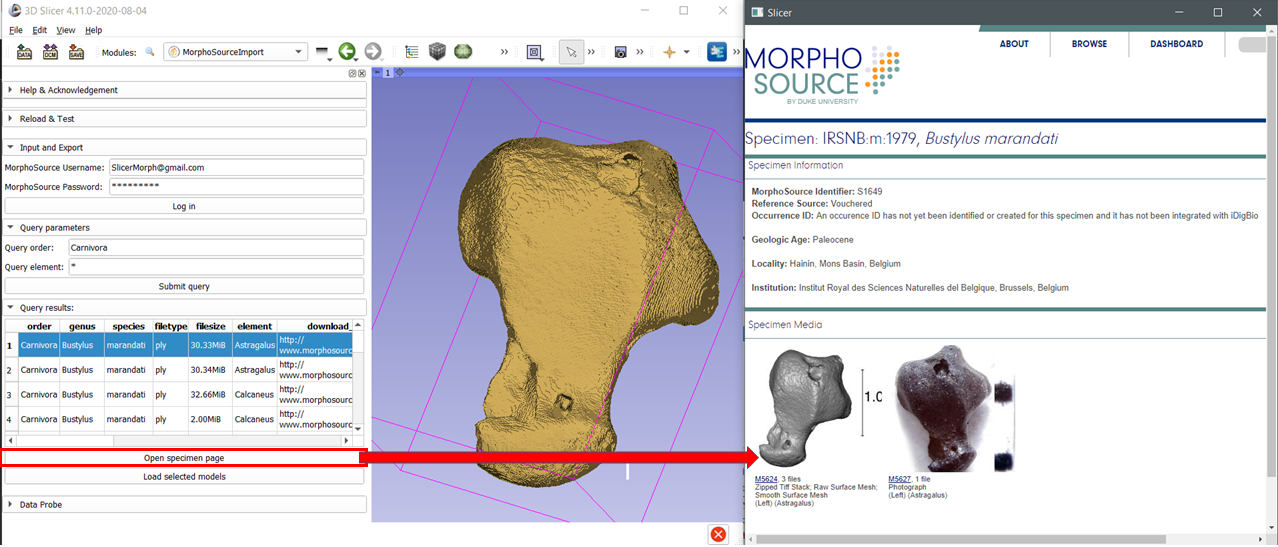 3D Slicer 4.11.0-2020-08-04
File Edit View Help
DATA DCM SAVE Modules: MorphoSourceImport
Help & Acknowledgement
Reload & Test
Input and Export
MorphoSource Username: SlicerMorph@gmail.com
MorphoSource Password: *********
Log in
Query parameters
Query order: Carnivora
Query element: *
Submit query
Query results:
order genus species filetype filesize element download_
1 Carnivora Bustylus marandati ply 30.33MiB Astragalus http:// www.morphosourc
2 Carnivora Bustylus marandati ply 30.34MiB Astragalus http:// www.morphosourc
3 Carnivora Bustylus marandati ply 32.66MiB Calcaneus http:// www.morphosourc
4 Carnivora Bustylus marandati ply 2.00MiB Calcaneus http:// www.morphosourc
Open specimen page
Load selected models
Data Probe
1
Slicer
ABOUT BROWSE DASHBOARD
MORPHO
SOURCE
BY DUKE UNIVERSITY
Specimen: IRSNB:m:1979, Bustylus marandati
Specimen Information
MorphoSource Identifier: S1649
Reference Source: Vouchered
Occurrence ID: An occurence ID has not yet been identified or created for this specimen and it has not been integrated with iDigBio
Geologic Age: Paleocene
Locality: Hainin, Mons Basin, Belgium
Institution: Institut Royal des Sciences Naturelles del Belgique, Brussels, Belgium
Specimen Media
1.0
M5624, 3 files
Zipped Tiff Stack: Raw Surface Mesh;
Smooth Surface Mesh
(Left) (Astragalus)
M5627, 1 file
Photograph
(Left) (Astragalus)